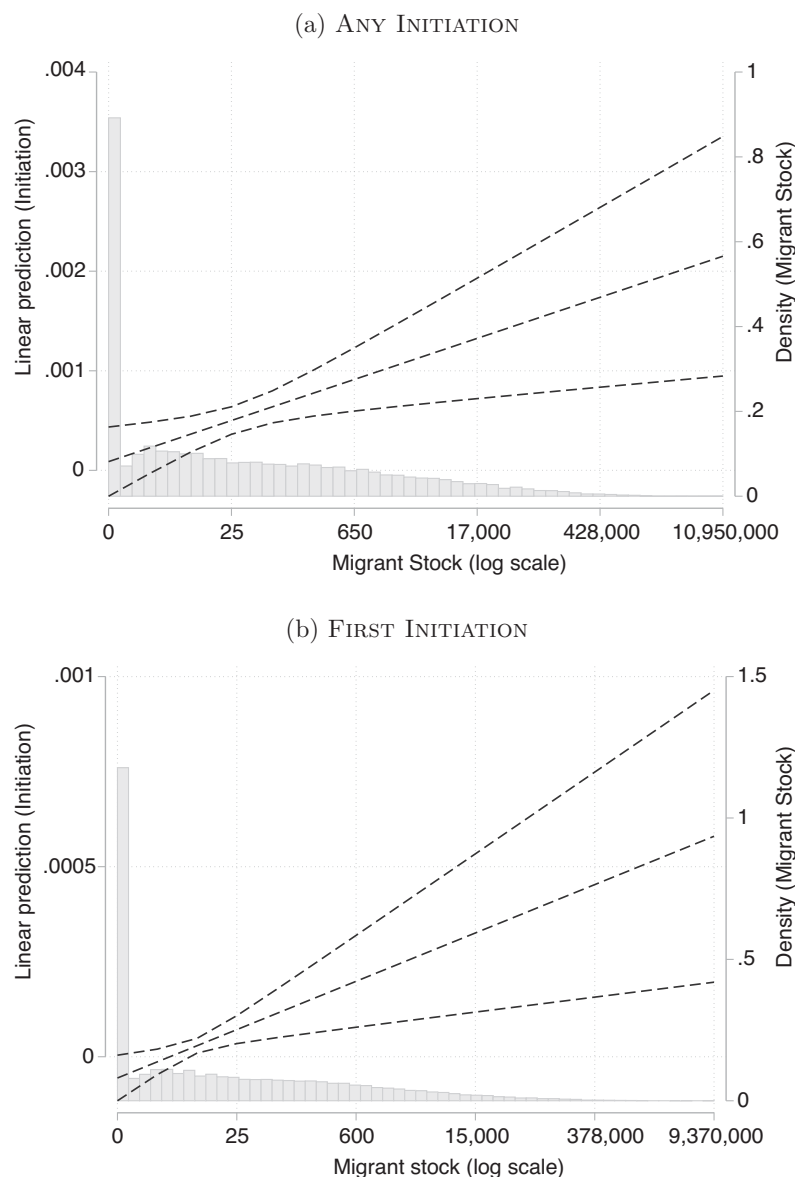 (a) ANY INITIATION
.004
.003
.002
.001
0
Linear prediction (Initiation)
1
.8
.6
.4
.2
0
Density (Migrant Stock)
0 25 650 17,000 428,000 10,950,000
Migrant Stock (log scale)
(b) FIRST INITIATION
.001
.0005
0
Linear prediction (Initiation)
1.5
1
.5
0
Density (Migrant Stock)
0 25 600 15,000 378,000 9,370,000
Migrant stock (log scale)